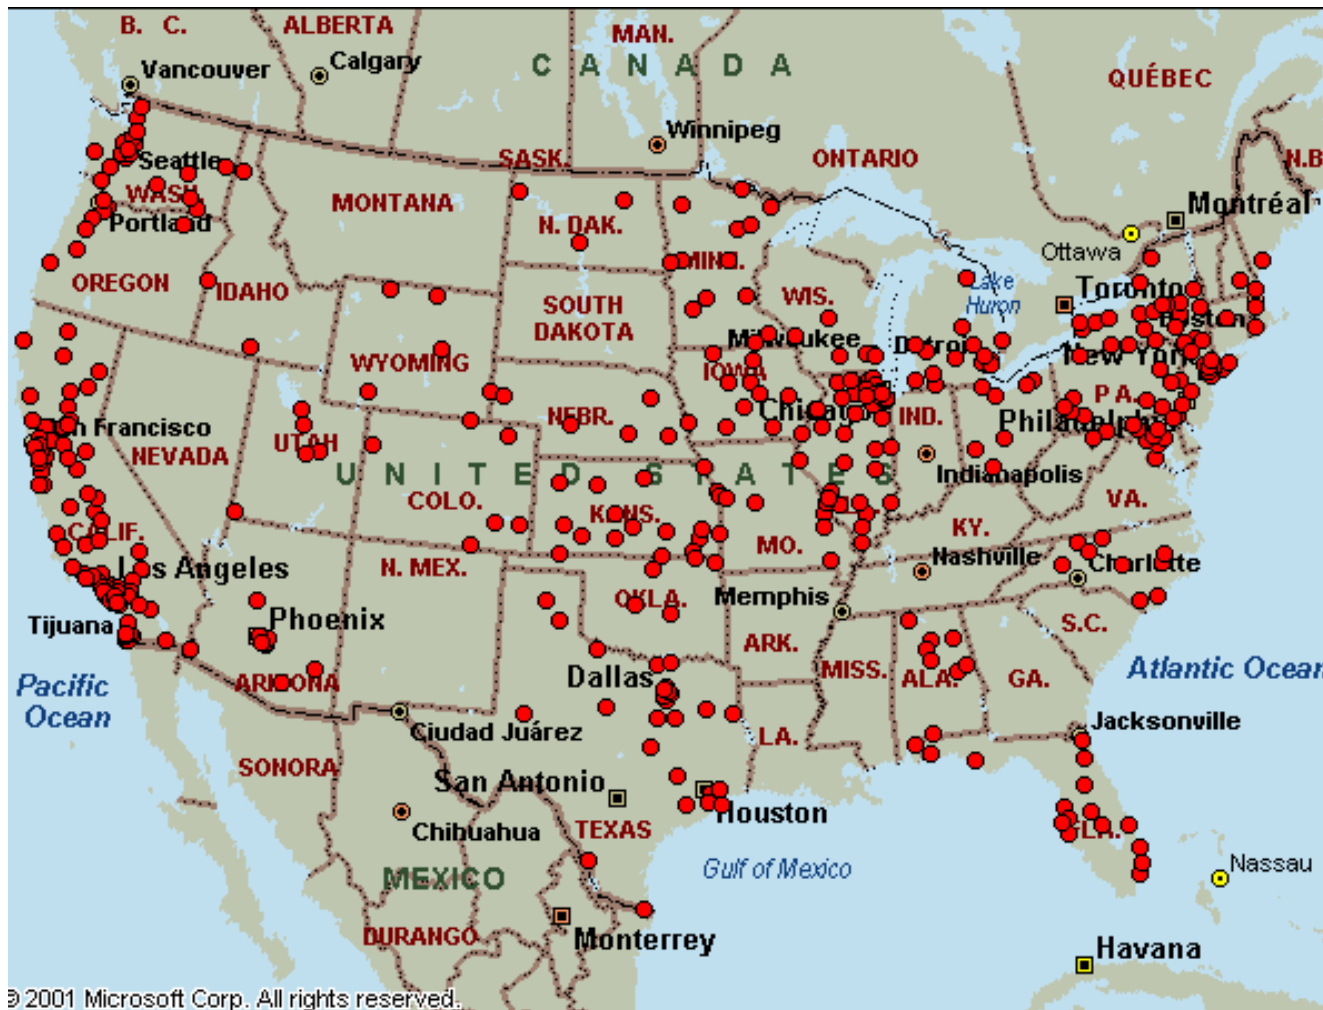 B. C.
ALBERTA
MAN.
CANADA
QUÉBEC
Vancouver
Calgary
Winnipeg
SASK.
ONTARIO
N.B
Seattle
WASH
MONTANA
N. DAK.
Montréal
Portland
Ottawa
MINN.
OREGON
IDAHO
SOUTH
DAKOTA
WIS.
Lake
Huron
Toronto
Boston
Milwaukee
Detroit
New York
WYOMING
IOWA
PA.
NEBR.
Chicago
IND.
Philadelphia
San Francisco
NEVADA
UTAH
UNITED STATES
Indianapolis
COLO.
KANS.
ILL.
VA.
CALIF.
MO.
KY.
Los Angeles
N. MEX.
Nashville
Charlotte
OKLA.
Memphis
Tijuana
Phoenix
ARK.
S.C.
Pacific
Ocean
ARIZONA
Dallas
MISS.
ALA.
GA.
Atlantic Ocean
Ciudad Juárez
LA.
Jacksonville
SONORA
San Antonio
Houston
Chihuahua
TEXAS
FLA.
MEXICO
Gulf of Mexico
Nassau
DURANGO
Monterrey
Havana
© 2001 Microsoft Corp. All rights reserved.